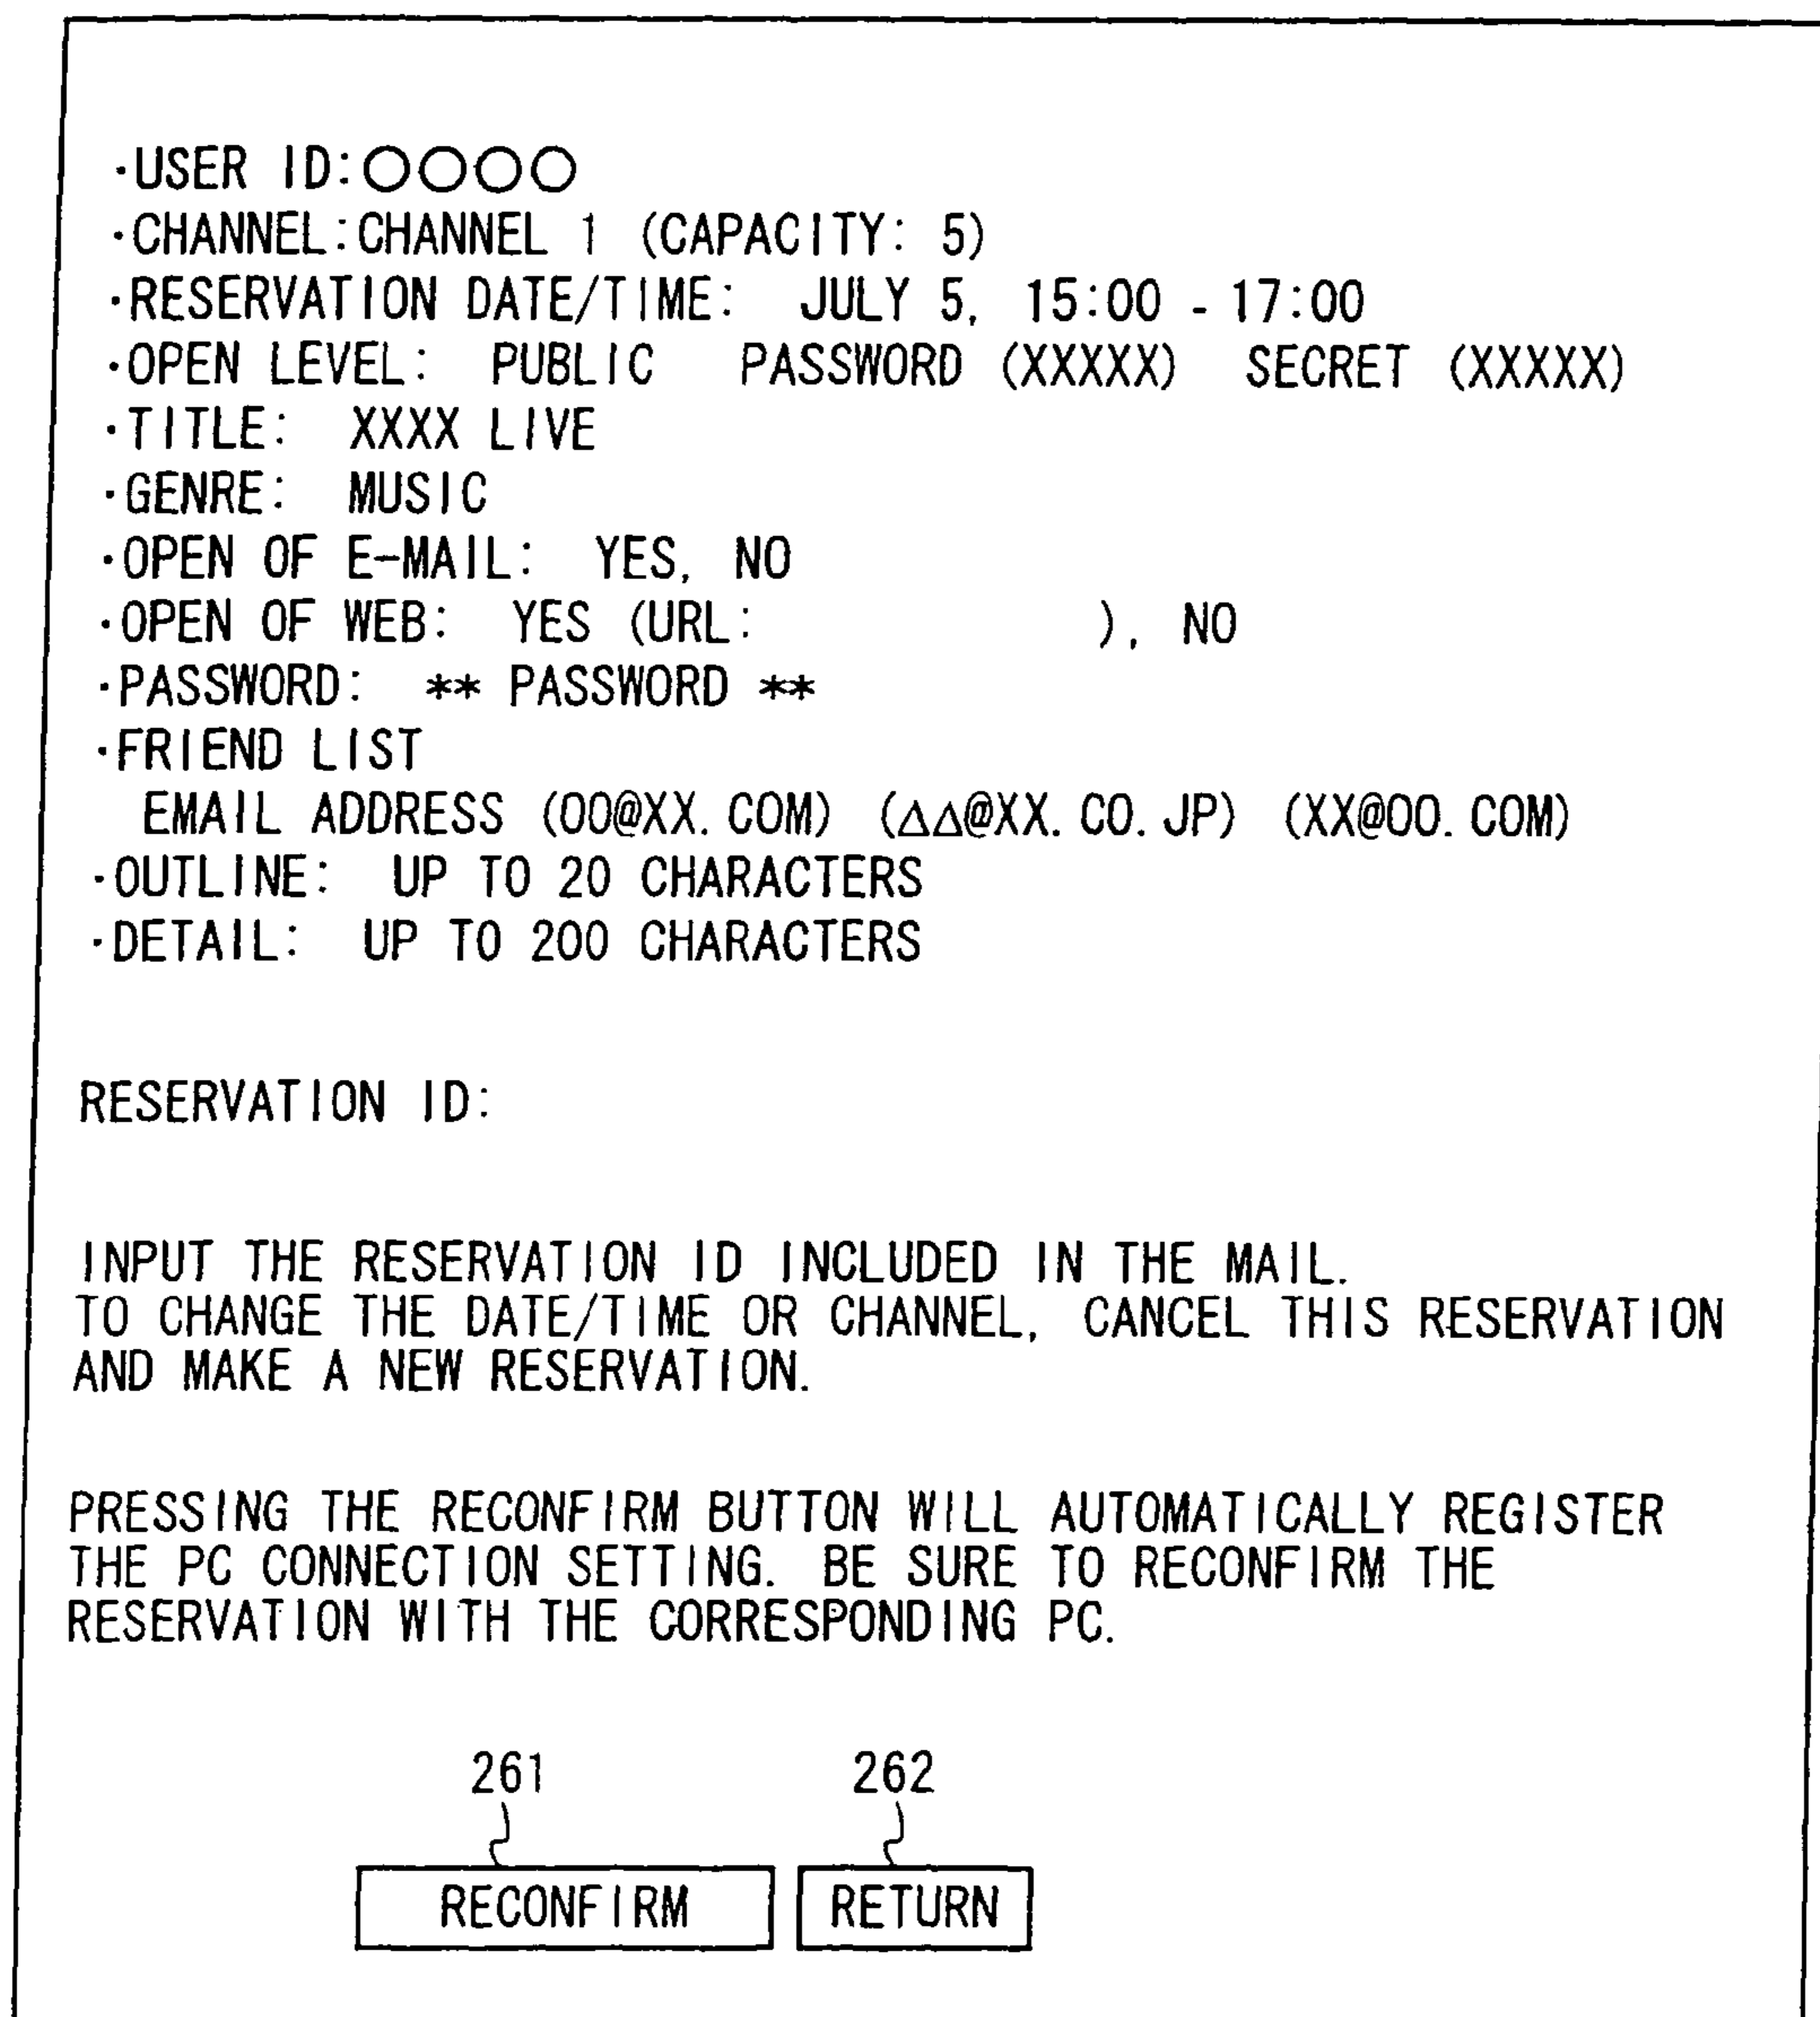 ·USER ID:○○○○
·CHANNEL:CHANNEL 1 (CAPACITY: 5)
·RESERVATION DATE/TIME: JULY 5, 15:00 - 17:00
·OPEN LEVEL: PUBLIC PASSWORD (XXXXX) SECRET (XXXXX)
·TITLE: XXXX LIVE
·GENRE: MUSIC
·OPEN OF E-MAIL: YES, NO
·OPEN OF WEB: YES (URL: ), NO
·PASSWORD: ** PASSWORD **
·FRIEND LIST
EMAIL ADDRESS (OO@XX.COM) (△△@XX.CO.JP) (XX@OO.COM)
·OUTLINE: UP TO 20 CHARACTERS
·DETAIL: UP TO 200 CHARACTERS
RESERVATION ID:
INPUT THE RESERVATION ID INCLUDED IN THE MAIL.
TO CHANGE THE DATE/TIME OR CHANNEL, CANCEL THIS RESERVATION
AND MAKE A NEW RESERVATION.
PRESSING THE RECONFIRM BUTTON WILL AUTOMATICALLY REGISTER
THE PC CONNECTION SETTING. BE SURE TO RECONFIRM THE
RESERVATION WITH THE CORRESPONDING PC.
261 262
RECONFIRM RETURN